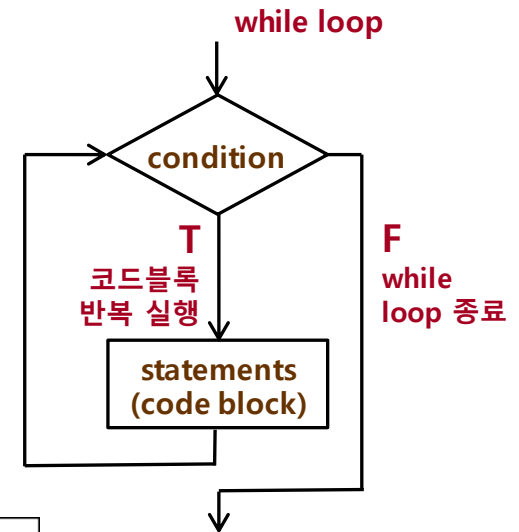 while loop
condition
T
코드블록
반복 실행
F
while
loop 종료
statements
(code block)